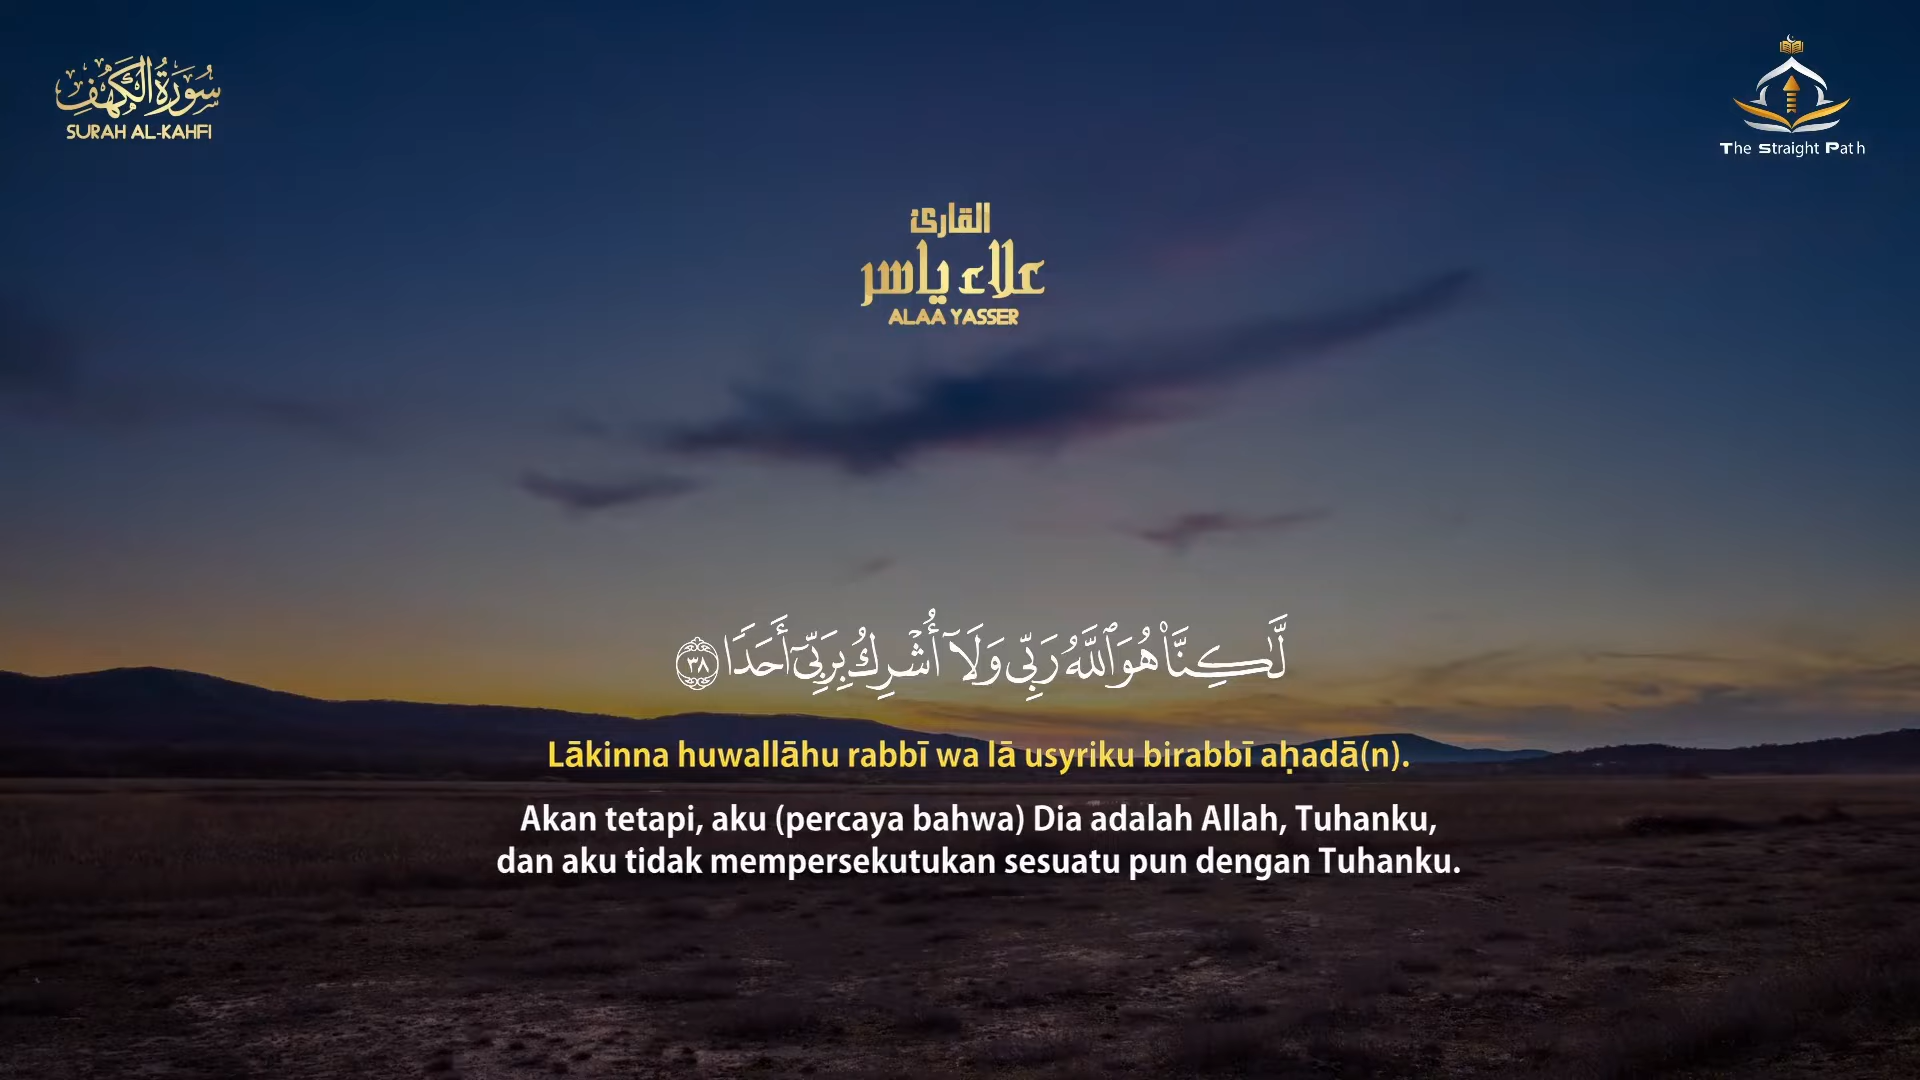 سُورَةُ الكَهْفِ
SURAH AL-KAHFI
The Straight Path
القارئ
علاء ياسر
ALAA YASSER
لَّٰكِنَّا۠ هُوَ ٱللَّهُ رَبِّى وَلَآ أُشْرِكُ بِرَبِّىٓ أَحَدًا ٣٨
Lākinna huwallāhu rabbī wa lā usyriku birabbī aḥadā(n).
Akan tetapi, aku (percaya bahwa) Dia adalah Allah, Tuhanku,
dan aku tidak mempersekutukan sesuatu pun dengan Tuhanku.